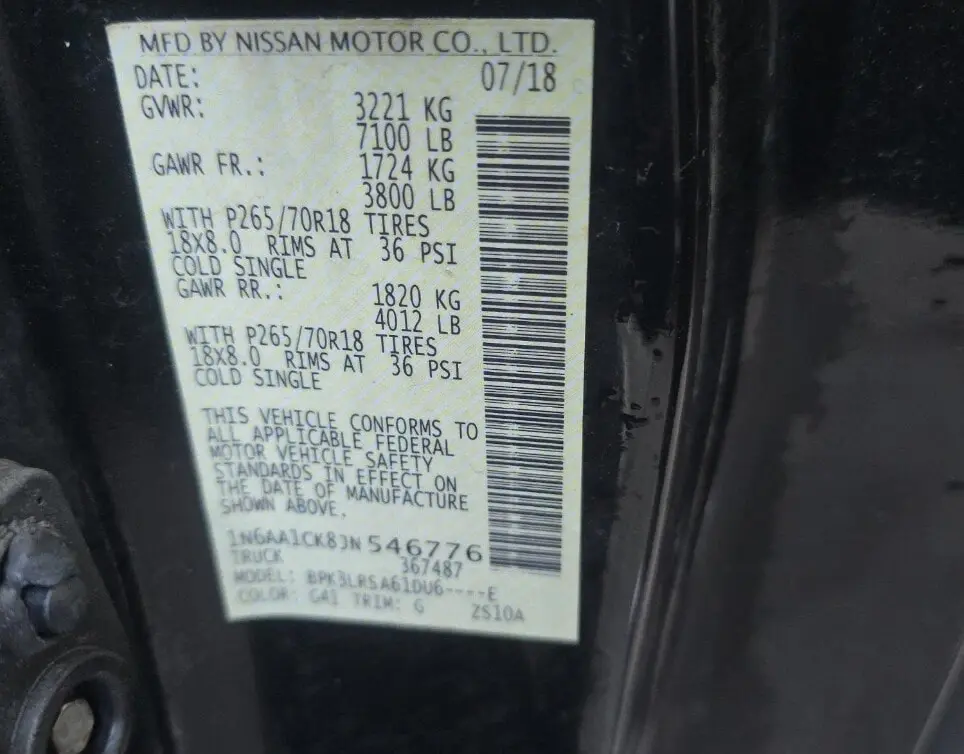 MFD BY NISSAN MOTOR CO., LTD.
DATE: 07/18
GVWR: 3221 KG
7100 LB
GAWR FR.: 1724 KG
3800 LB
WITH P265/70R18 TIRES
18X8.0 RIMS AT 36 PSI
COLD SINGLE
GAWR RR.: 1820 KG
4012 LB
WITH P265/70R18 TIRES
18X8.0 RIMS AT 36 PSI
COLD SINGLE
THIS VEHICLE CONFORMS TO
ALL APPLICABLE FEDERAL
MOTOR VEHICLE SAFETY
STANDARDS IN EFFECT ON
THE DATE OF MANUFACTURE
SHOWN ABOVE.
1N6AA1CK8JN546776
TRUCK 367487
MODEL: BPK3LRSA61DU6----E
COLOR: GA1 TRIM: G ZS10A